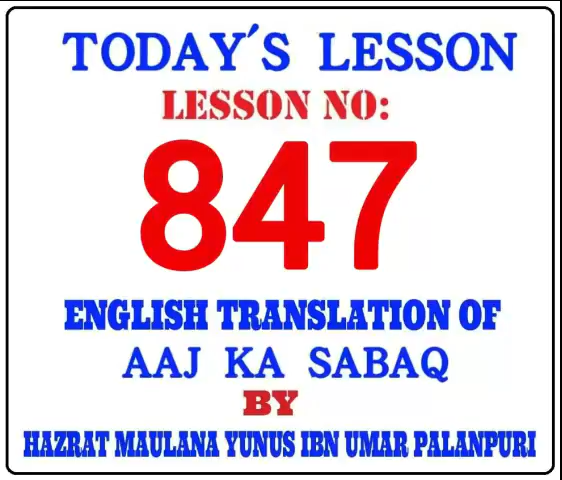 TODAY´S LESSON
LESSON NO:
847
ENGLISH TRANSLATION OF
AAJ KA SABAQ
BY
HAZRAT MAULANA YUNUS IBN UMAR PALANPURI